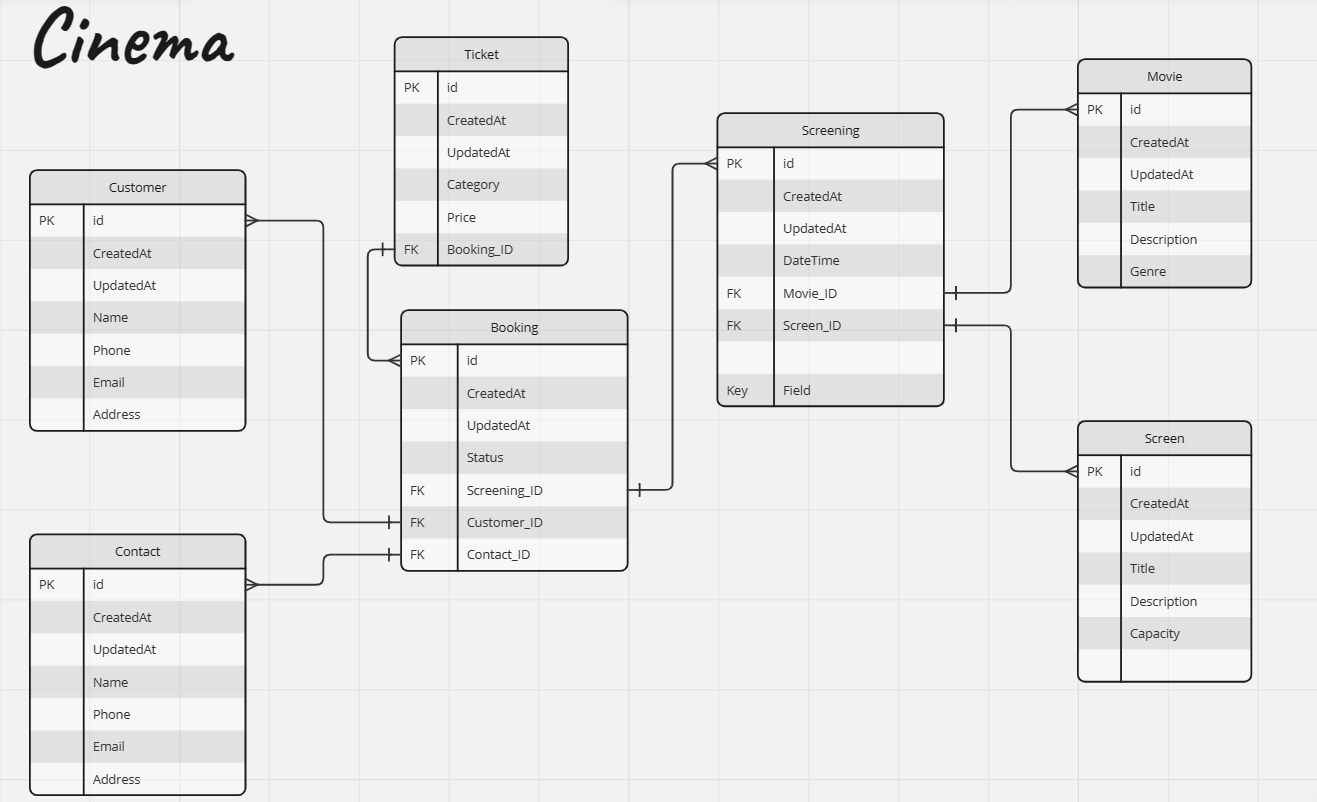 Cinema
Ticket
PK id
CreatedAt
UpdatedAt
Category
Price
FK Booking_ID
Customer
PK id
CreatedAt
UpdatedAt
Name
Phone
Email
Address
Booking
PK id
CreatedAt
UpdatedAt
Status
FK Screening_ID
FK Customer_ID
FK Contact_ID
Contact
PK id
CreatedAt
UpdatedAt
Name
Phone
Email
Address
Screening
PK id
CreatedAt
UpdatedAt
DateTime
FK Movie_ID
FK Screen_ID
Key Field
Movie
PK id
CreatedAt
UpdatedAt
Title
Description
Genre
Screen
PK id
CreatedAt
UpdatedAt
Title
Description
Capacity